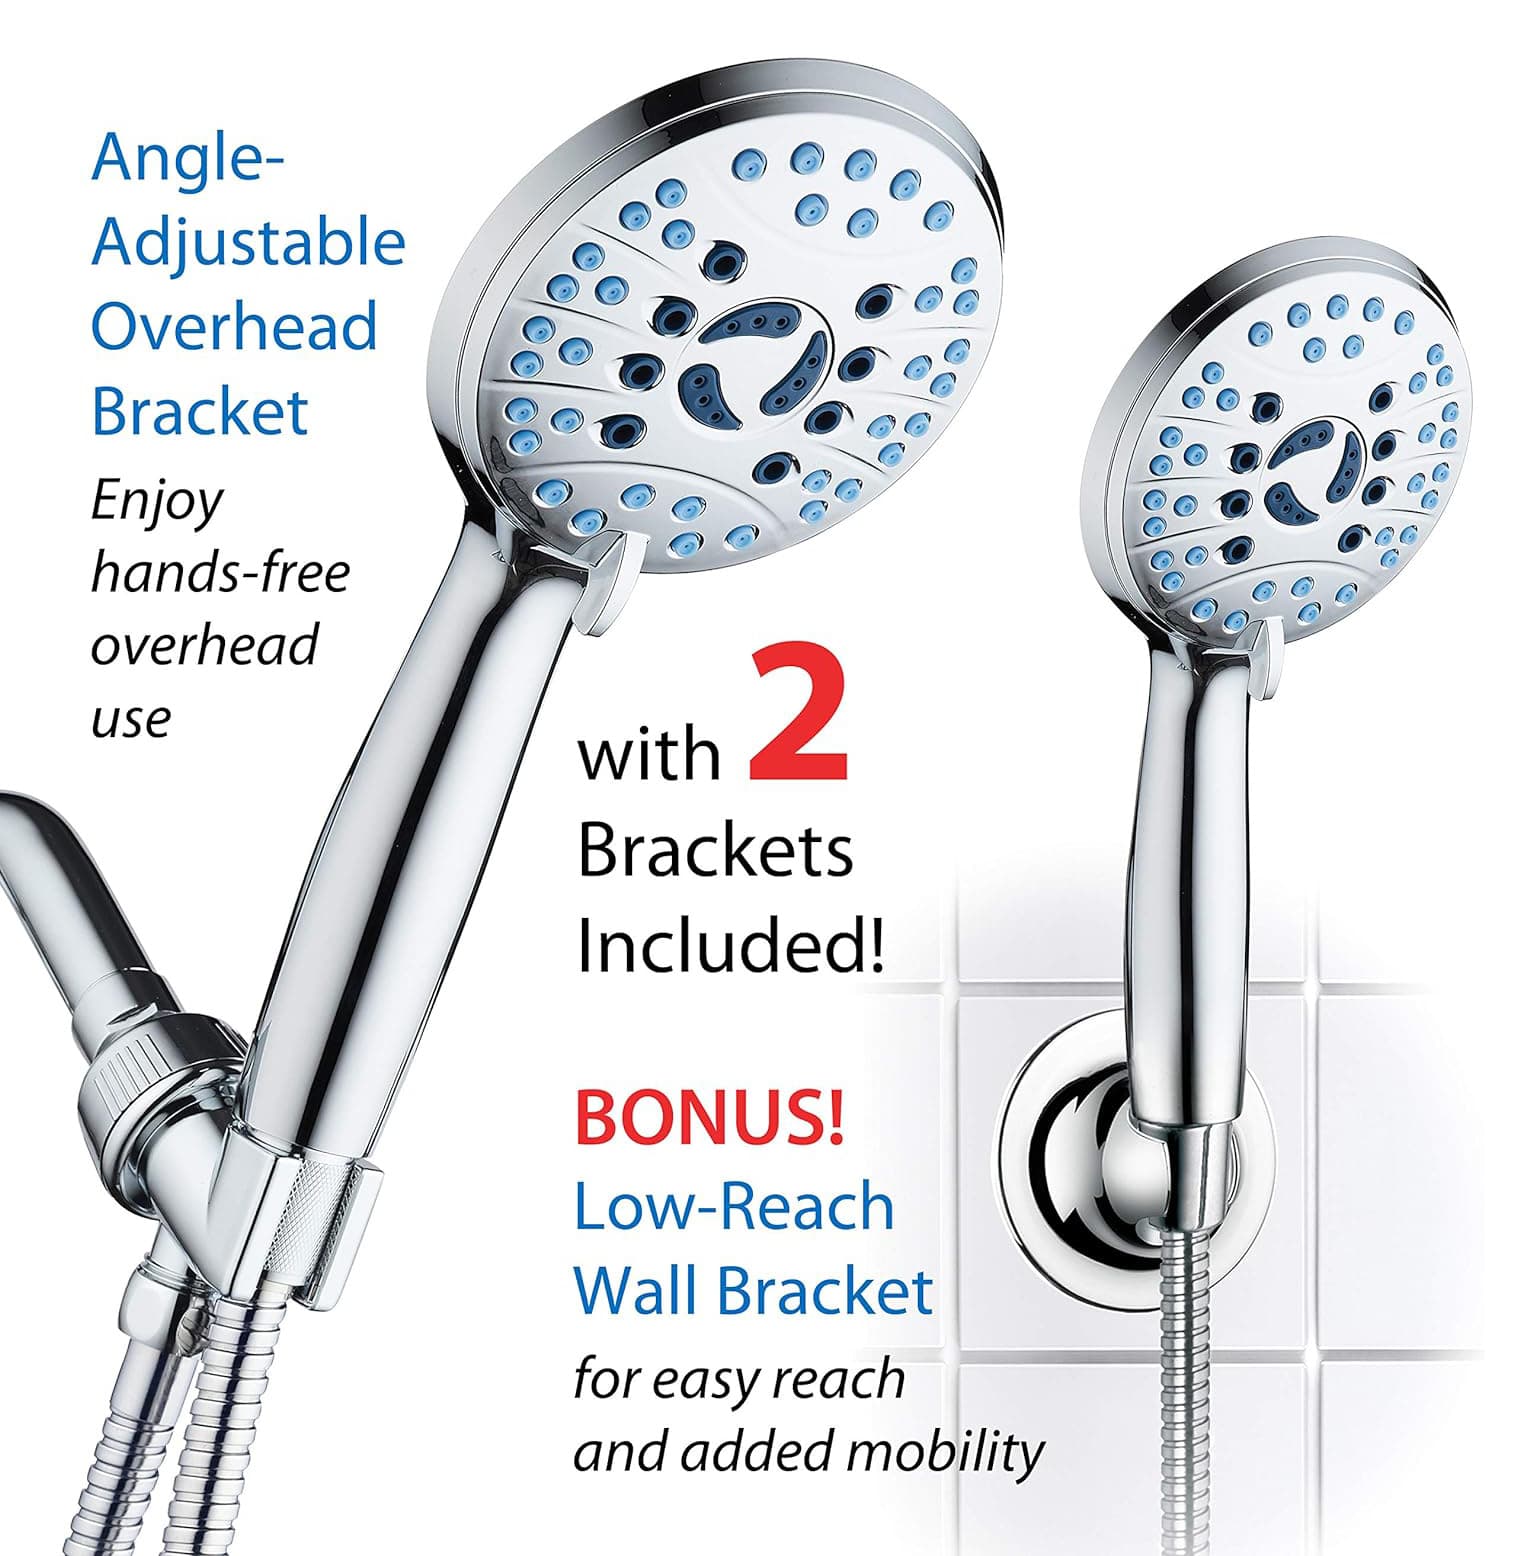 Angle-
Adjustable
Overhead
Bracket
Enjoy
hands-free
overhead
use
with 2
Brackets
Included!
BONUS!
Low-Reach
Wall Bracket
for easy reach
and added mobility